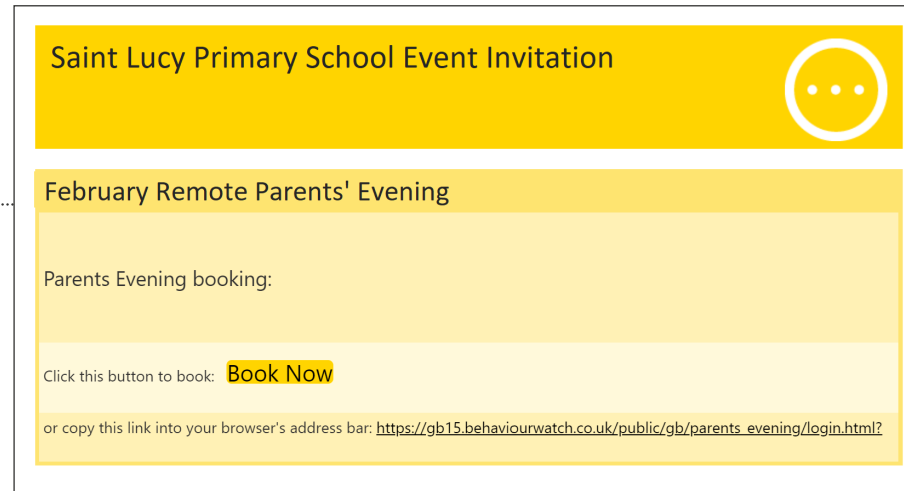 Saint Lucy Primary School Event Invitation
February Remote Parents' Evening
...
Parents Evening booking:
Click this button to book: Book Now
or copy this link into your browser's address bar: https://gb15.behaviourwatch.co.uk/public/gb/parents_evening/login.html?